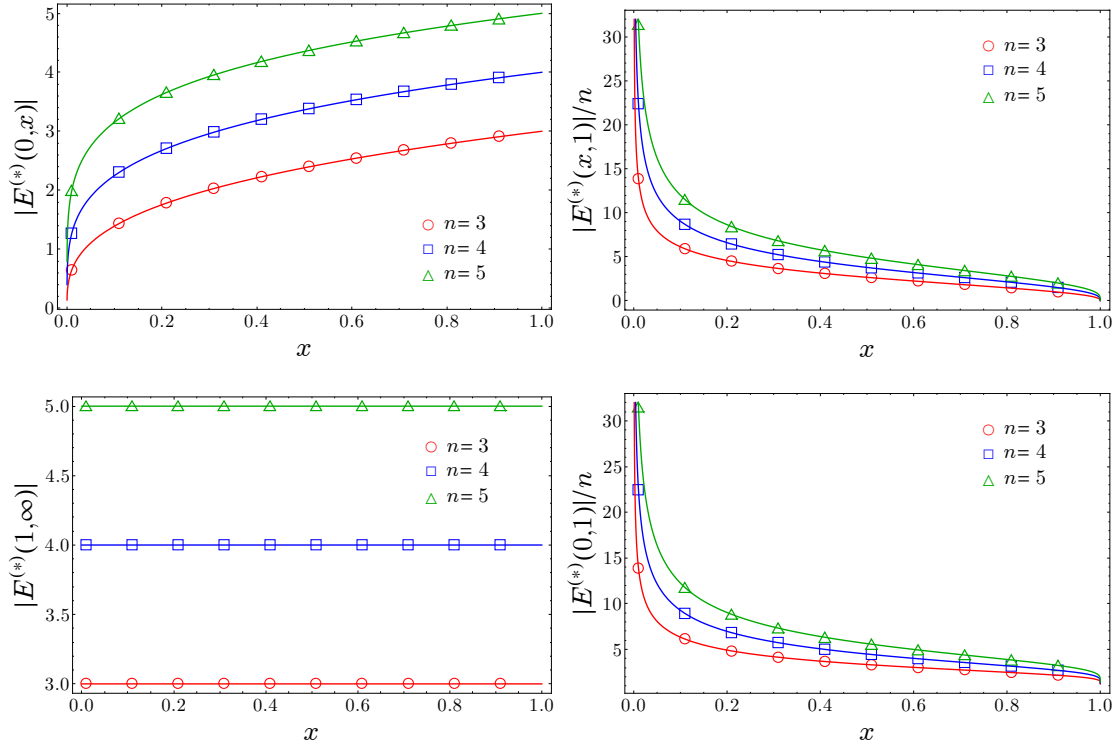 |E^{(*)}(0,x)|
5
4
3
2
1
0
n= 3
n= 4
n= 5
0.0 0.2 0.4 0.6 0.8 1.0
x
|E^{(*)}(x,1)|/n
30
25
20
15
10
5
0
n= 3
n= 4
n= 5
0.0 0.2 0.4 0.6 0.8 1.0
x
|E^{(*)}(1,∞)|
5.0
4.5
4.0
3.5
3.0
n= 3
n= 4
n= 5
0.0 0.2 0.4 0.6 0.8 1.0
x
|E^{(*)}(0,1)|/n
30
25
20
15
10
5
n= 3
n= 4
n= 5
0.0 0.2 0.4 0.6 0.8 1.0
x